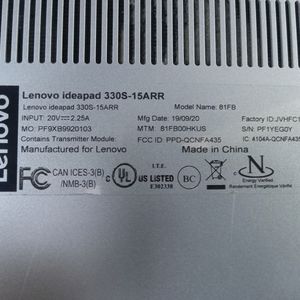 Lenovo
Lenovo ideapad 330S-15ARR
Lenovo ideapad 330S-15ARR
Model Name: 81FB
INPUT: 20V⎓2.25A
Mfg Date: 19/09/20
Factory ID:JVHFC1
MO: PF9XB9920103
MTM: 81FB00HKUS
S/N: PF1YEG0Y
Contains Transmitter Module:
FCC ID: PPD-QCNFA435
IC: 4104A-QCNFA435
Manufactured for Lenovo
Made in China
FC
CAN ICES-3(B)
/NMB-3(B)
UL
I.T.E.
US LISTED
E302338
BC
N
Energy Verified